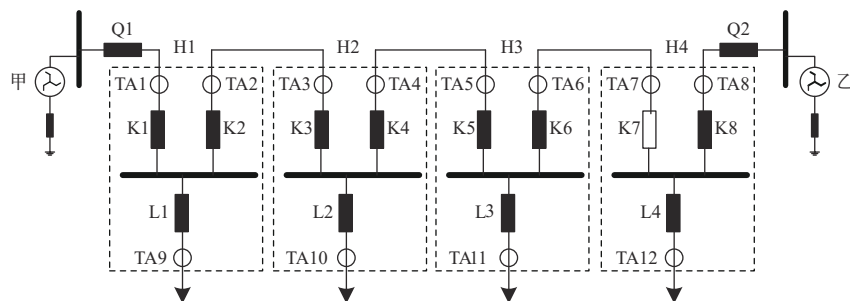 Q1 Q2
H1 H2 H3 H4
甲 TA1 TA2 TA3 TA4 TA5 TA6 TA7 TA8 乙
K1 K2 K3 K4 K5 K6 K7 K8
L1 L2 L3 L4
TA9 TA10 TA11 TA12